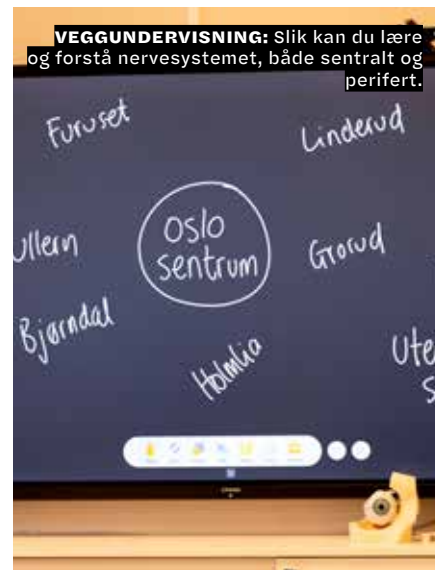 VEGGUNDERVISNING: Slik kan du lære
og forstå nervesystemet, både sentralt og
perifert.
Furuset
Linderud
Oslo
sentrum
Ullern
Grorud
Bjørndal
Holmlia
Ute
s